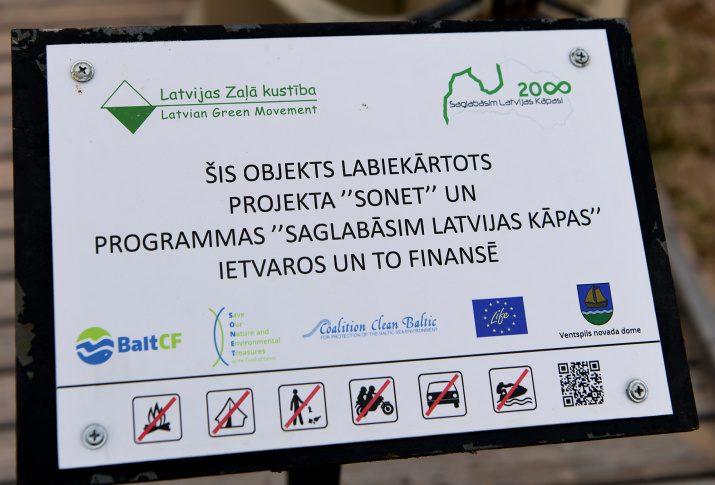 Latvijas Zaļā kustība
Latvian Green Movement
2000
Saglabāsim Latvijas Kāpas!
ŠIS OBJEKTS LABIEKĀRTOTS
PROJEKTA ’’SONET’’ UN
PROGRAMMAS ’’SAGLABĀSIM LATVIJAS KĀPAS’’
IETVAROS UN TO FINANSĒ
BaltCF
Save
Our
Nature and
Environmental
Treasures
Coalition Clean Baltic
FOR PROTECTION OF THE BALTIC SEA ENVIRONMENT
Life
Ventspils novada dome